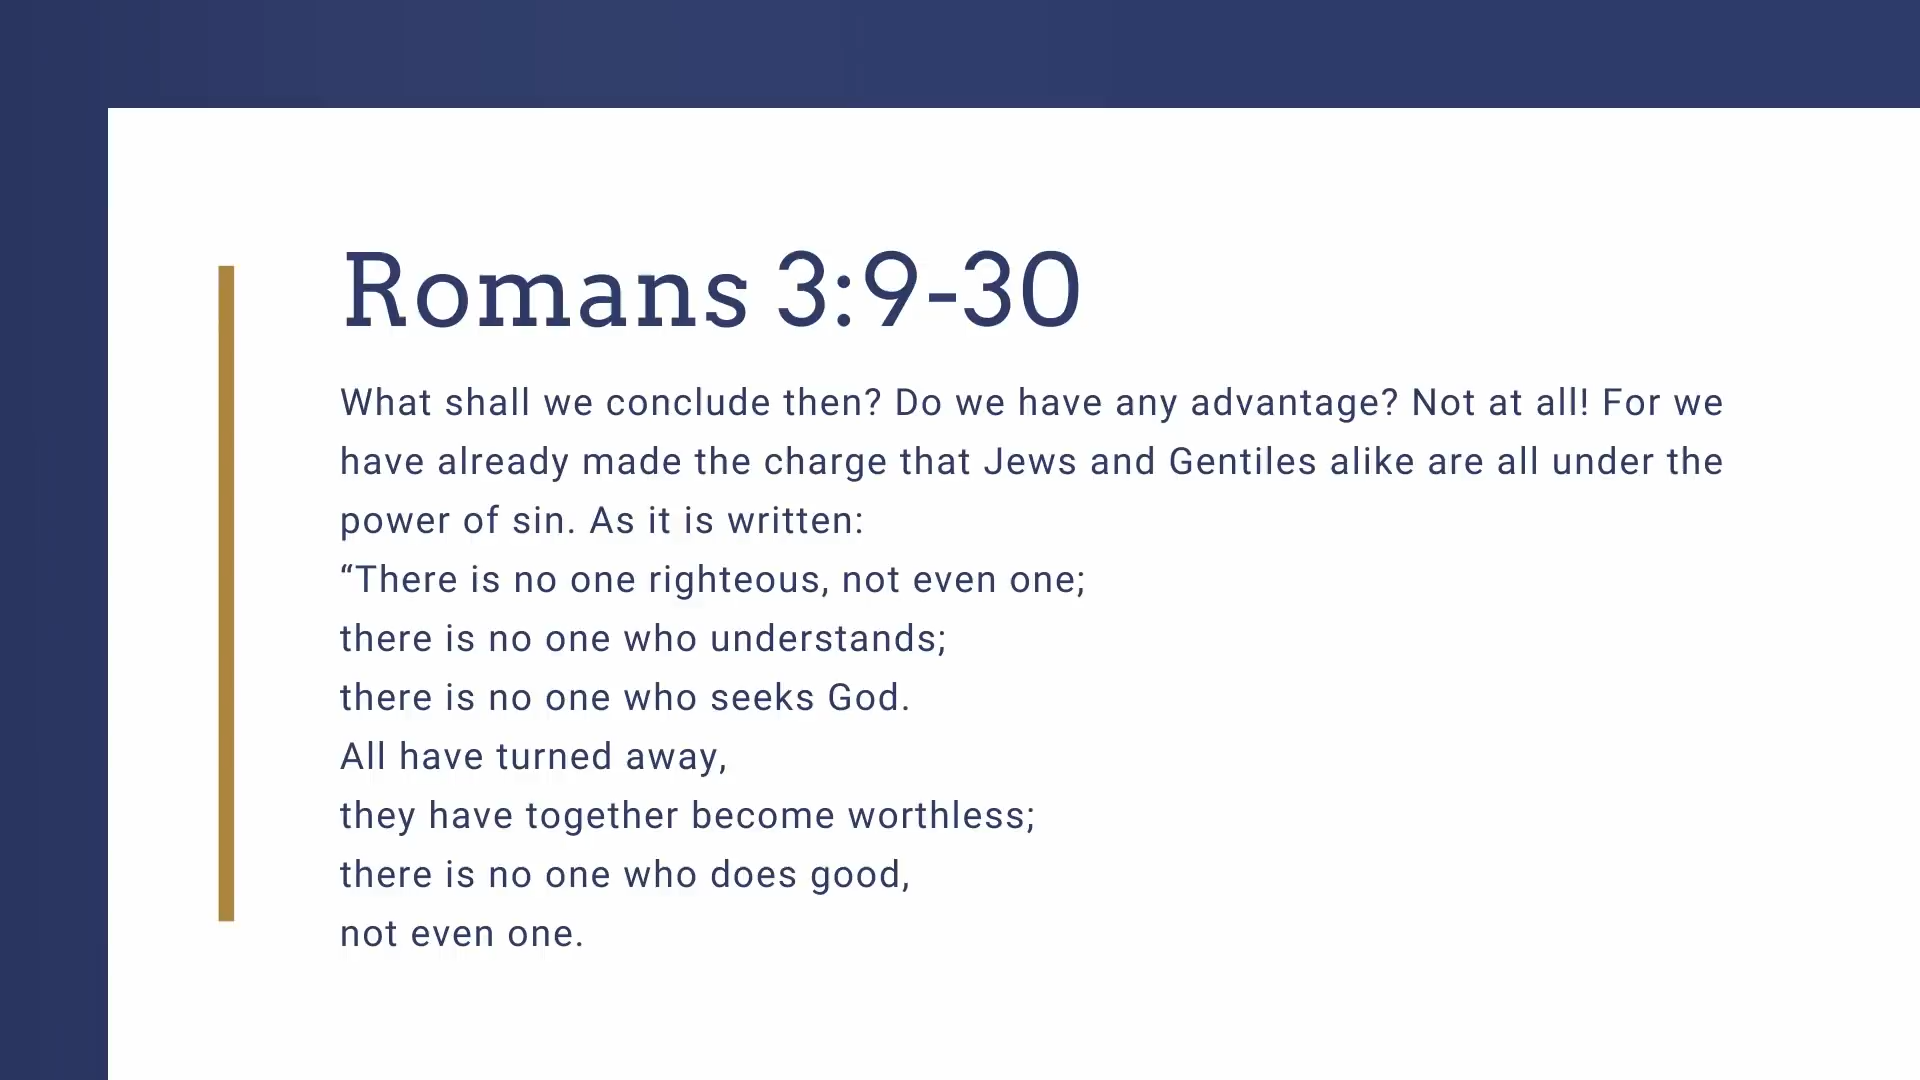 Romans 3:9-30
What shall we conclude then? Do we have any advantage? Not at all! For we
have already made the charge that Jews and Gentiles alike are all under the
power of sin. As it is written:
“There is no one righteous, not even one;
there is no one who understands;
there is no one who seeks God.
All have turned away,
they have together become worthless;
there is no one who does good,
not even one.